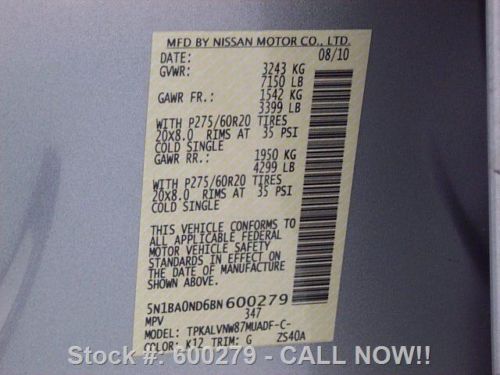 MFD BY NISSAN MOTOR CO., LTD.
DATE: 08/10
GVWR: 3243 KG
7150 LB
GAWR FR.: 1542 KG
3399 LB
WITH P275/60R20 TIRES
20X8.0 RIMS AT 35 PSI
COLD SINGLE
GAWR RR.: 1950 KG
4299 LB
WITH P275/60R20 TIRES
20X8.0 RIMS AT 35 PSI
COLD SINGLE
THIS VEHICLE CONFORMS TO
ALL APPLICABLE FEDERAL
MOTOR VEHICLE SAFETY
STANDARDS IN EFFECT ON
THE DATE OF MANUFACTURE
SHOWN ABOVE.
5N1BA0ND6BN600279
MPV 347
MODEL: TPKALVNW87MUADF-C-
COLOR: K12 TRIM: G ZS40A
Stock #: 600279 - CALL NOW!!